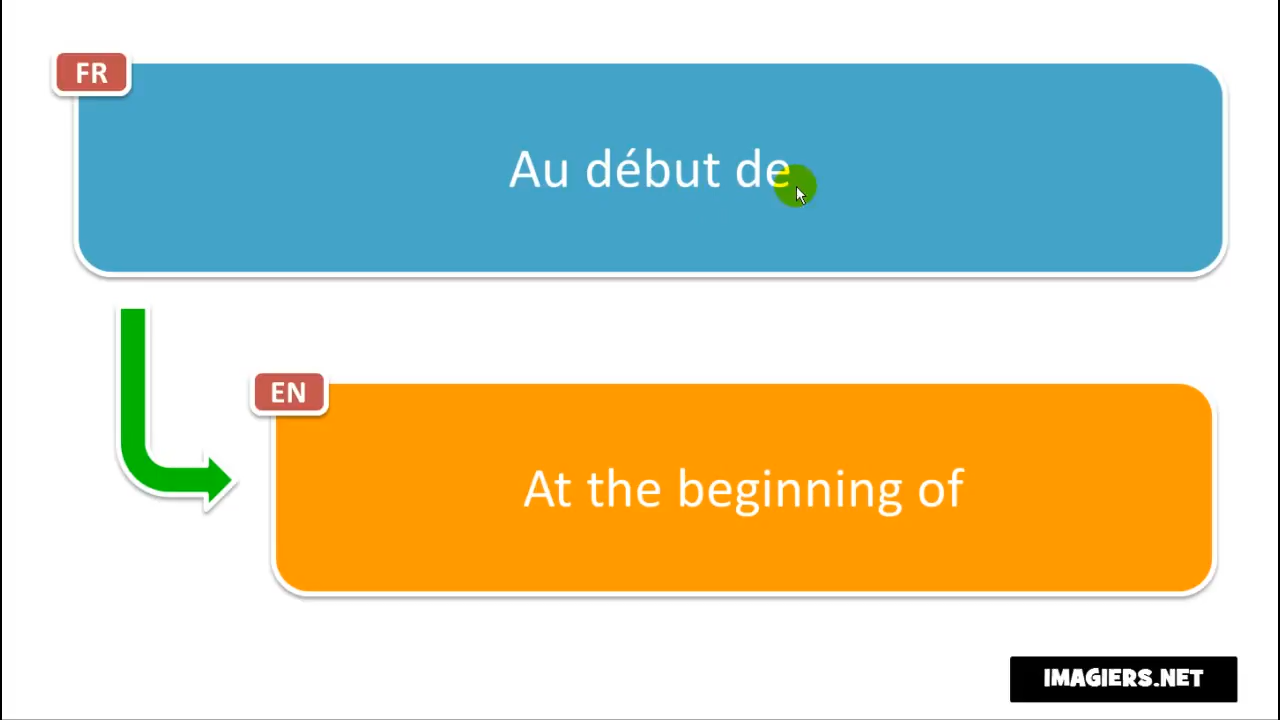 FR
Au début de
EN
At the beginning of
IMAGIERS.NET